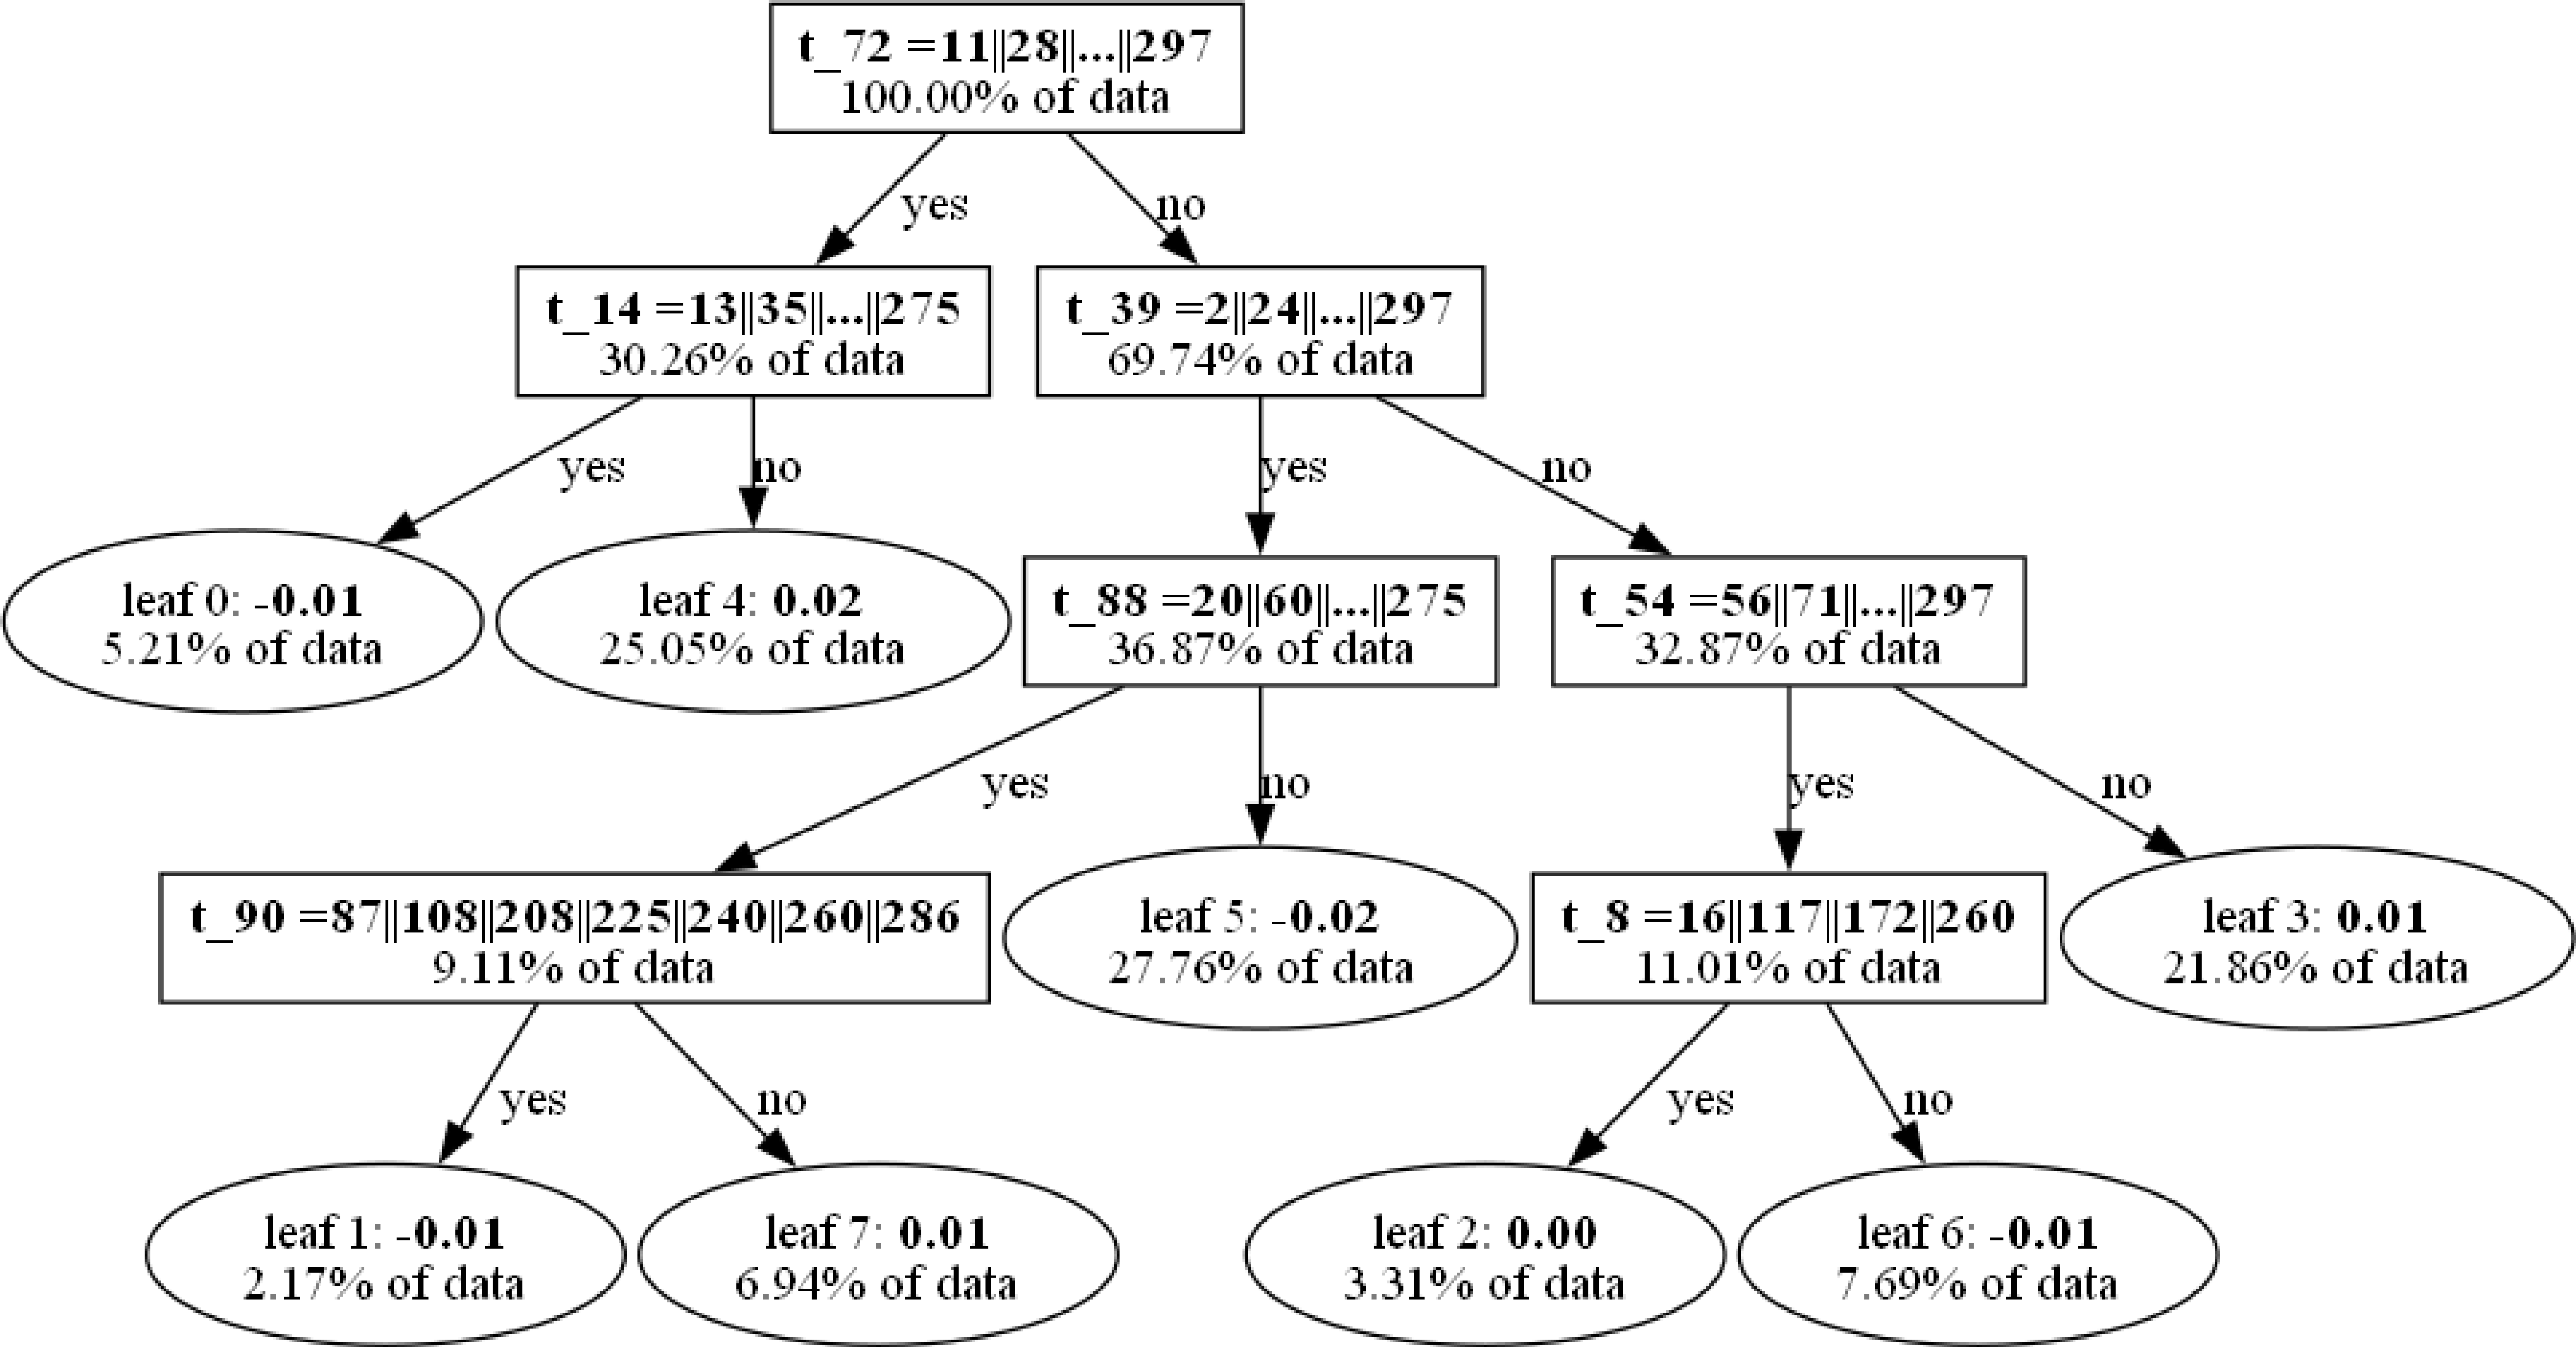 t_72 =11||28||...||297
100.00% of data
yes
no
t_14 =13||35||...||275
30.26% of data
t_39 =2||24||...||297
69.74% of data
yes
no
yes
no
leaf 0: -0.01
5.21% of data
leaf 4: 0.02
25.05% of data
t_88 =20||60||...||275
36.87% of data
t_54 =56||71||...||297
32.87% of data
yes
no
yes
no
t_90 =87||108||208||225||240||260||286
9.11% of data
leaf 5: -0.02
27.76% of data
t_8 =16||117||172||260
11.01% of data
leaf 3: 0.01
21.86% of data
yes
no
yes
no
leaf 1: -0.01
2.17% of data
leaf 7: 0.01
6.94% of data
leaf 2: 0.00
3.31% of data
leaf 6: -0.01
7.69% of data